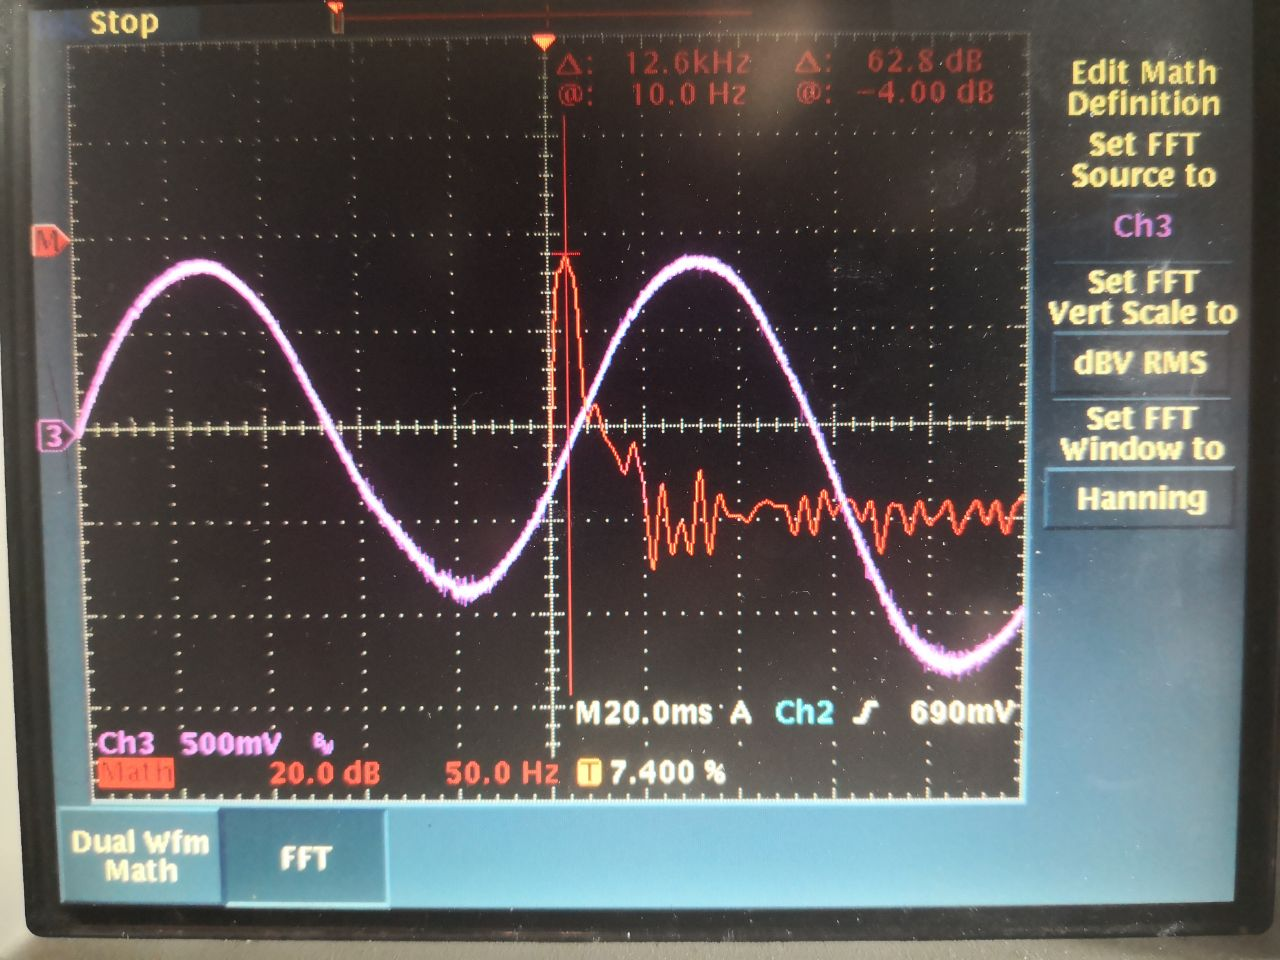 Stop
Δ: 12.6kHz Δ: 62.8 dB
@: 10.0 Hz @: -4.00 dB
M
3
M20.0ms A Ch2 690mV
Ch3 500mV BW
Math 20.0 dB 50.0 Hz T 7.400 %
Edit Math
Definition
Set FFT
Source to
Ch3
Set FFT
Vert Scale to
dBV RMS
Set FFT
Window to
Hanning
Dual Wfm
Math
FFT